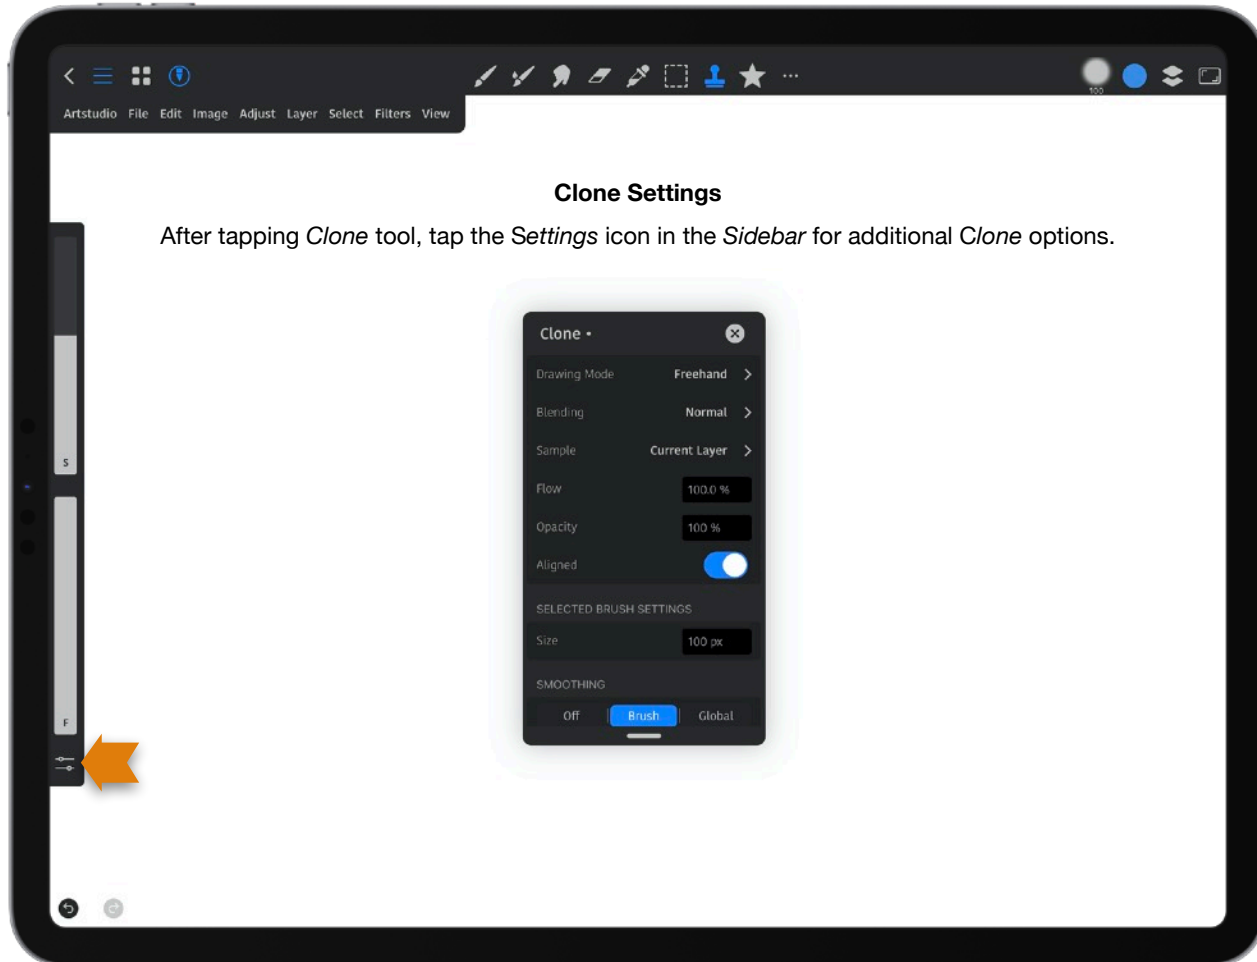 100
Artstudio File Edit Image Adjust Layer Select Filters View
Clone Settings
After tapping Clone tool, tap the Settings icon in the Sidebar for additional Clone options.
S
F
Clone •
Drawing Mode Freehand >
Blending Normal >
Sample Current Layer >
Flow 100.0 %
Opacity 100 %
Aligned
SELECTED BRUSH SETTINGS
Size 100 px
SMOOTHING
Off Brush Global